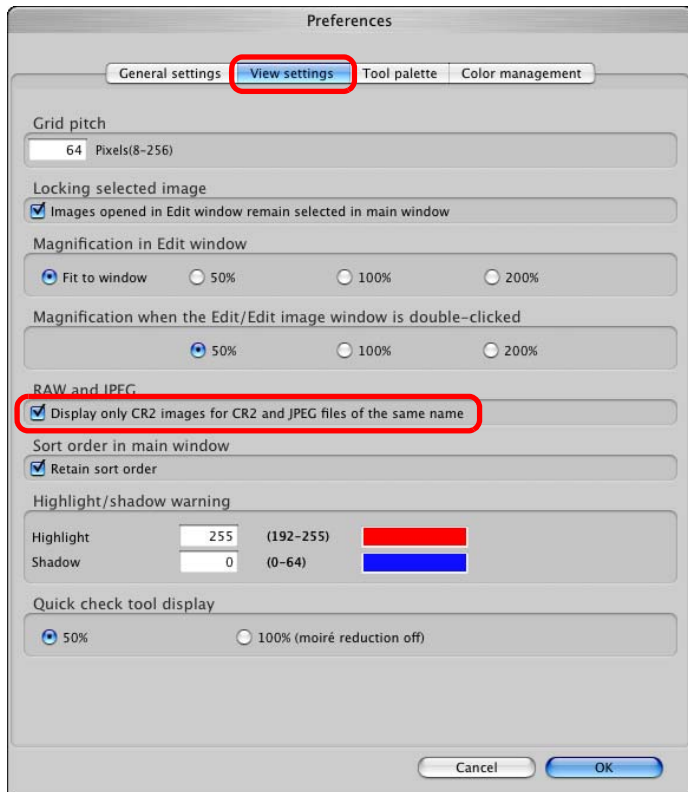 Preferences
General settings View settings Tool palette Color management
Grid pitch
64 Pixels(8-256)
Locking selected image
Images opened in Edit window remain selected in main window
Magnification in Edit window
Fit to window 50% 100% 200%
Magnification when the Edit/Edit image window is double-clicked
50% 100% 200%
RAW and JPEG
Display only CR2 images for CR2 and JPEG files of the same name
Sort order in main window
Retain sort order
Highlight/shadow warning
Highlight 255 (192-255)
Shadow 0 (0-64)
Quick check tool display
50% 100% (moiré reduction off)
Cancel OK